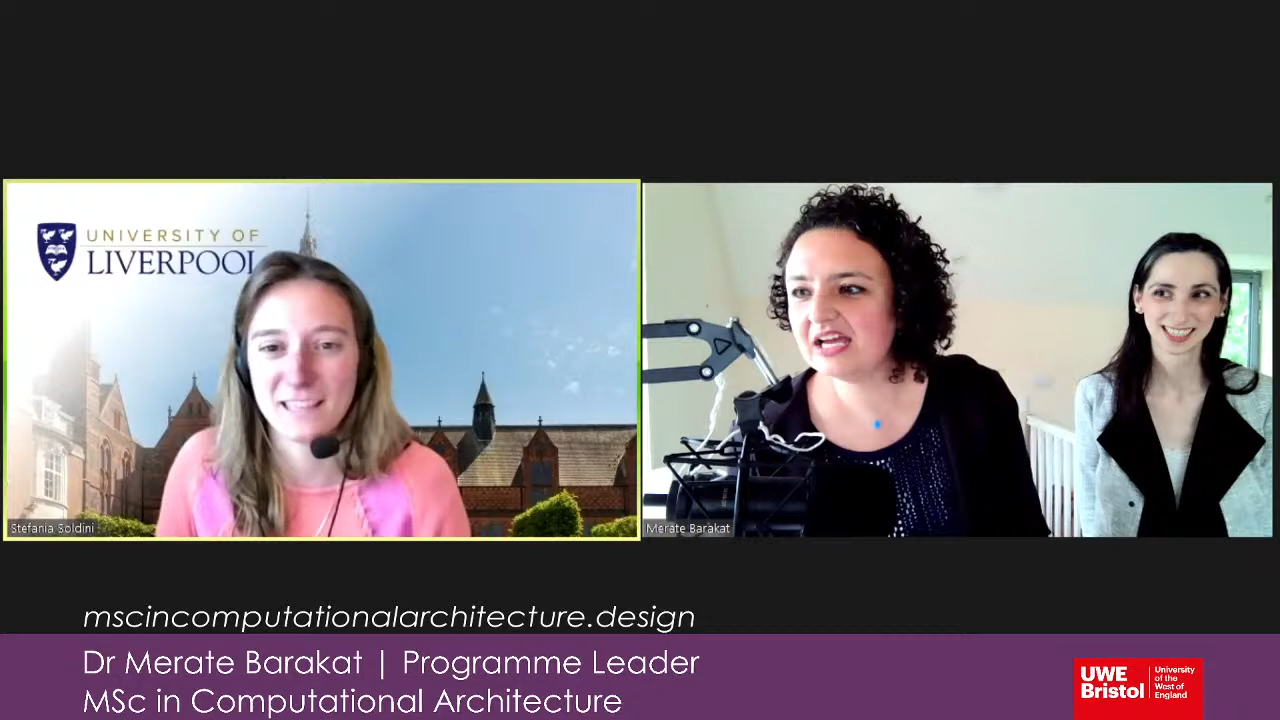 UNIVERSITY OF
LIVERPOOL
Stefania Soldini
Merate Barakat
mscincomputationalarchitecture.design
Dr Merate Barakat | Programme Leader
MSc in Computational Architecture
UWE
Bristol
University
of the
West of
England